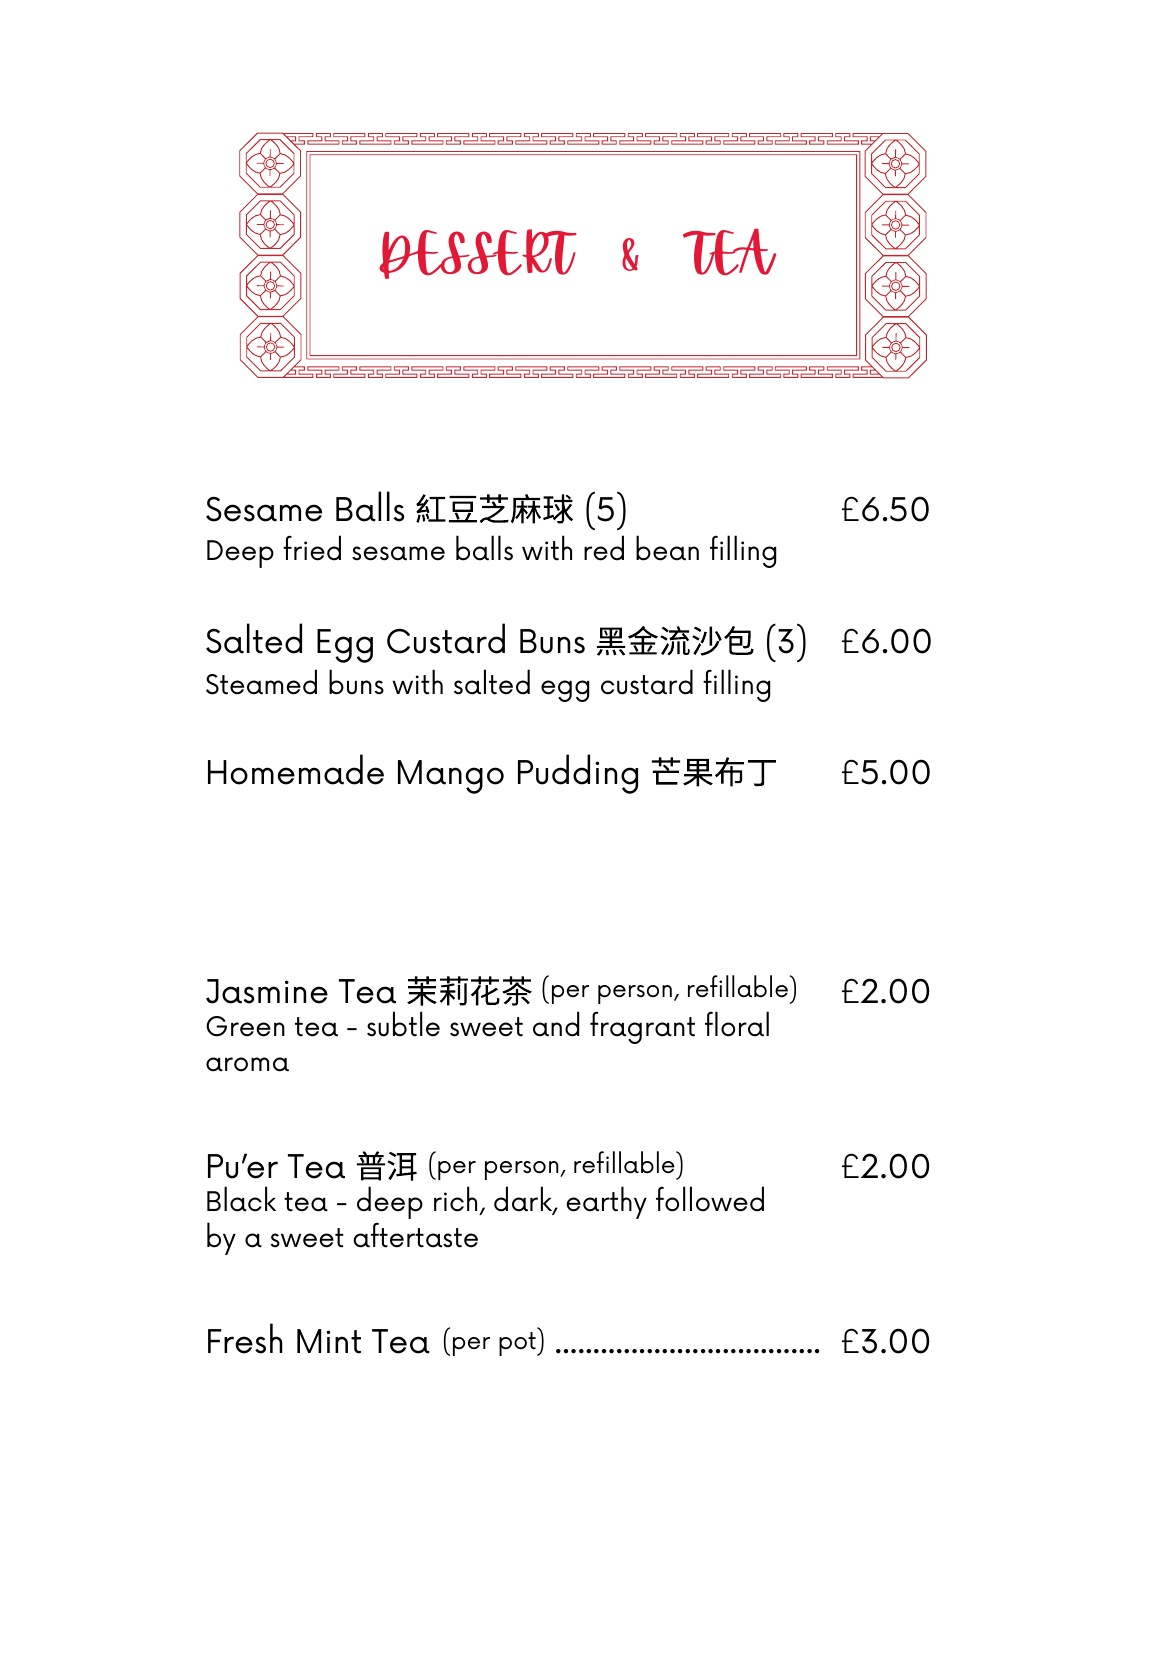 DESSERT & TEA
Sesame Balls 紅豆芝麻球 (5) £6.50
Deep fried sesame balls with red bean filling
Salted Egg Custard Buns 黑金流沙包 (3) £6.00
Steamed buns with salted egg custard filling
Homemade Mango Pudding 芒果布丁 £5.00
Jasmine Tea 茉莉花茶 (per person, refillable) £2.00
Green tea - subtle sweet and fragrant floral
aroma
Pu’er Tea 普洱 (per person, refillable) £2.00
Black tea - deep rich, dark, earthy followed
by a sweet aftertaste
Fresh Mint Tea (per pot) ................................... £3.00